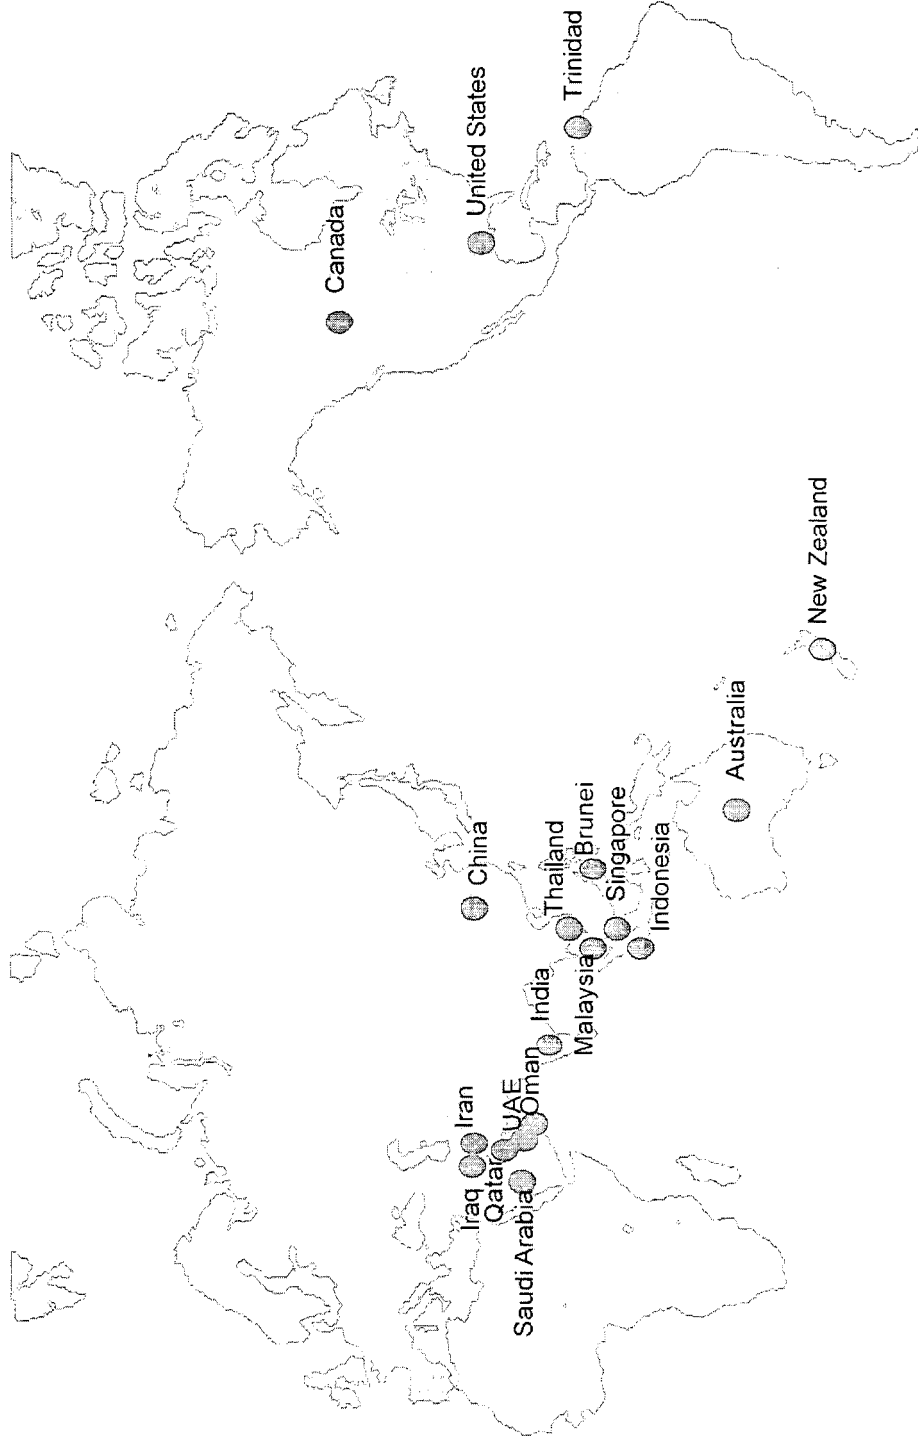 Canada
United States
Trinidad
China
Thailand
Brunei
Singapore
Indonesia
Malaysia
India
Iran
Iraq
Qatar
UAE
Oman
Saudi Arabia
Australia
New Zealand